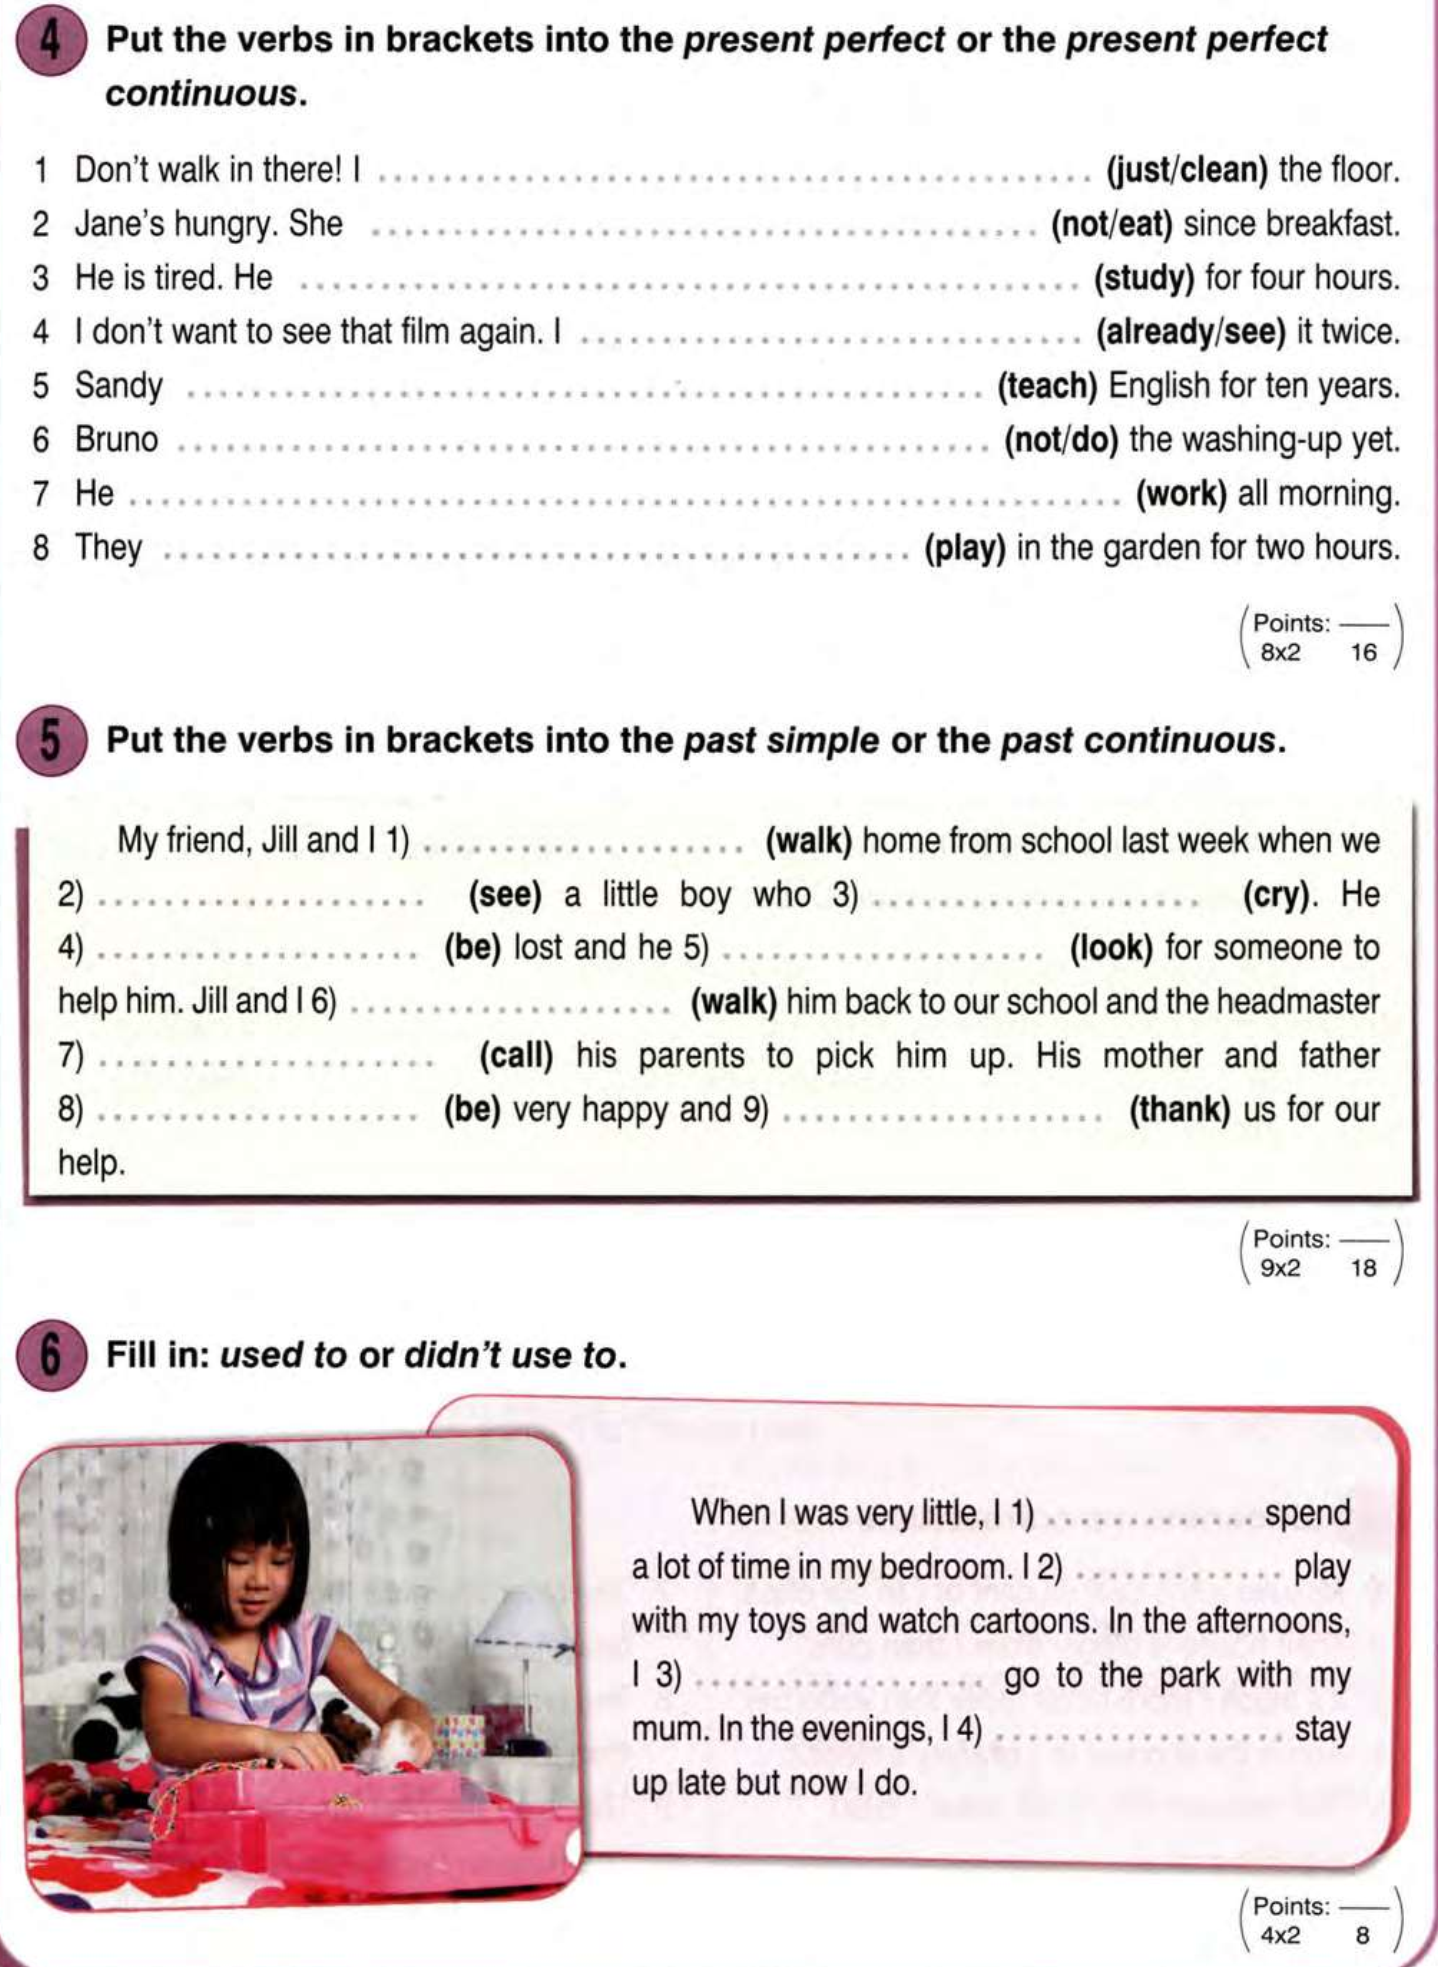 4 Put the verbs in brackets into the present perfect or the present perfect
continuous.
1 Don't walk in there! I ............................................ (just/clean) the floor.
2 Jane's hungry. She ............................................ (not/eat) since breakfast.
3 He is tired. He ............................................ (study) for four hours.
4 I don't want to see that film again. I ................................ (already/see) it twice.
5 Sandy ............................................ (teach) English for ten years.
6 Bruno ............................................ (not/do) the washing-up yet.
7 He ............................................ (work) all morning.
8 They ............................................ (play) in the garden for two hours.
Points: ——
8x2 16
5 Put the verbs in brackets into the past simple or the past continuous.
My friend, Jill and I 1) .................... (walk) home from school last week when we
2) .................... (see) a little boy who 3) .................... (cry). He
4) .................... (be) lost and he 5) .................... (look) for someone to
help him. Jill and I 6) .................... (walk) him back to our school and the headmaster
7) .................... (call) his parents to pick him up. His mother and father
8) .................... (be) very happy and 9) .................... (thank) us for our
help.
Points: ——
9x2 18
6 Fill in: used to or didn't use to.
When I was very little, I 1) ............. spend
a lot of time in my bedroom. I 2) ............. play
with my toys and watch cartoons. In the afternoons,
I 3) .................. go to the park with my
mum. In the evenings, I 4) .................. stay
up late but now I do.
Points: ——
4x2 8